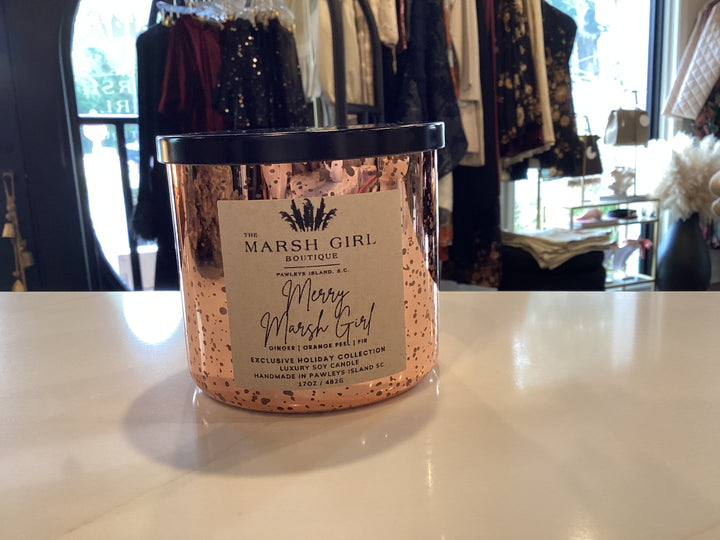 THE
MARSH GIRL
BOUTIQUE
PAWLEYS ISLAND, S.C.
Merry
Marsh Girl
GINGER | ORANGE PEEL | FIR
EXCLUSIVE HOLIDAY COLLECTION
LUXURY SOY CANDLE
HANDMADE IN PAWLEYS ISLAND SC
17OZ / 482G